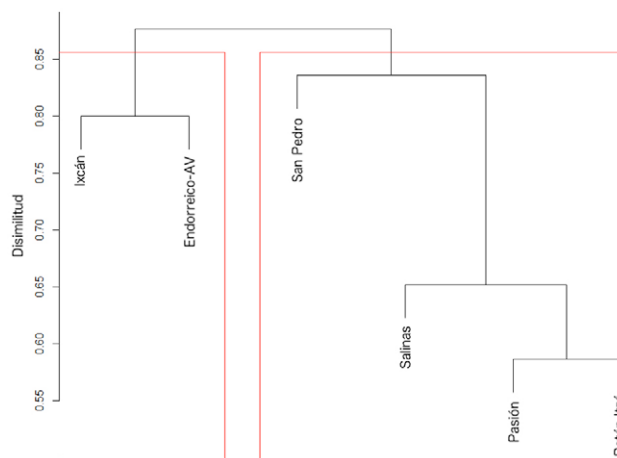 0.85
0.80
0.75
0.70
0.65
0.60
0.55
Disimilitud
Ixcán
Endorreico-AV
San Pedro
Salinas
Pasión